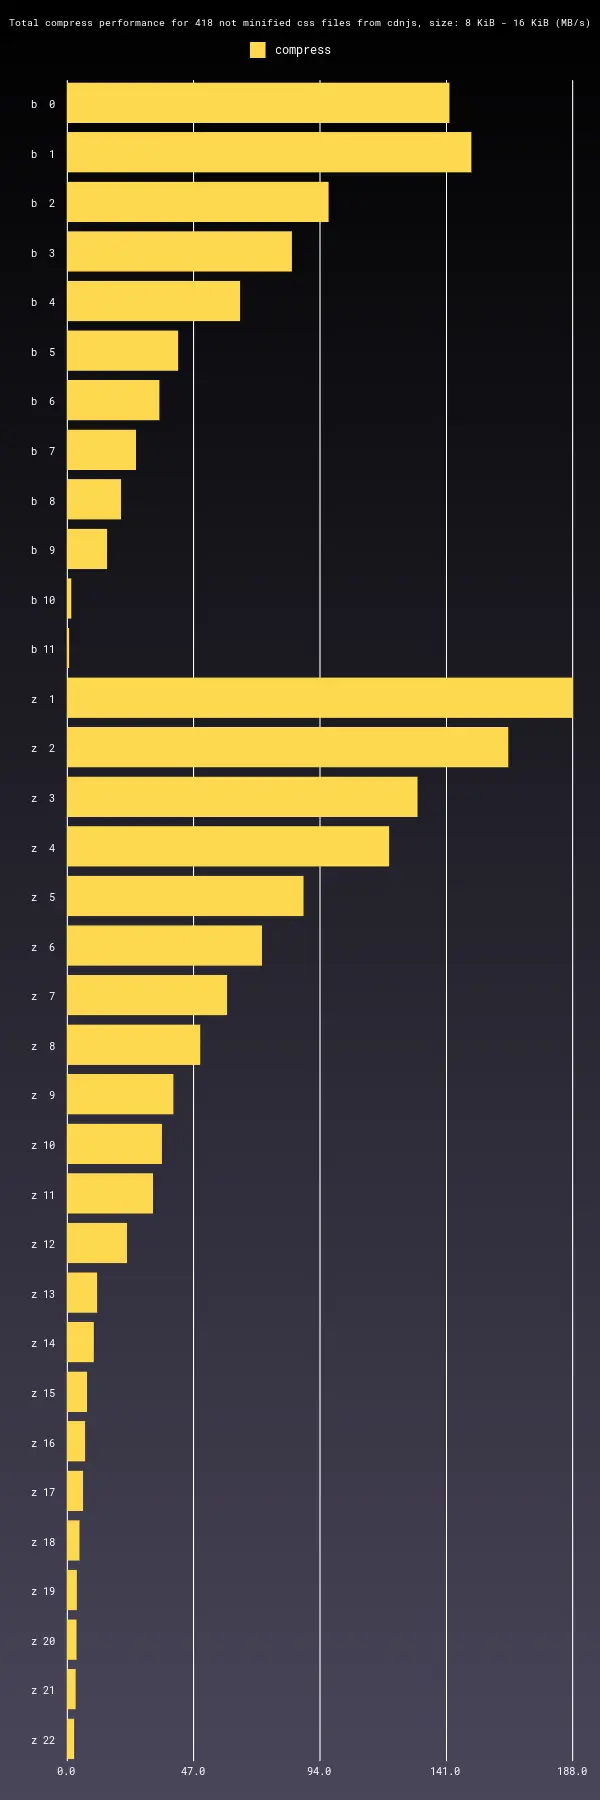 Total compress performance for 418 not minified css files from cdnjs, size: 8 KiB - 16 KiB (MB/s)
compress
b  0
b  1
b  2
b  3
b  4
b  5
b  6
b  7
b  8
b  9
b 10
b 11
z  1
z  2
z  3
z  4
z  5
z  6
z  7
z  8
z  9
z 10
z 11
z 12
z 13
z 14
z 15
z 16
z 17
z 18
z 19
z 20
z 21
z 22
0.0 47.0 94.0 141.0 188.0